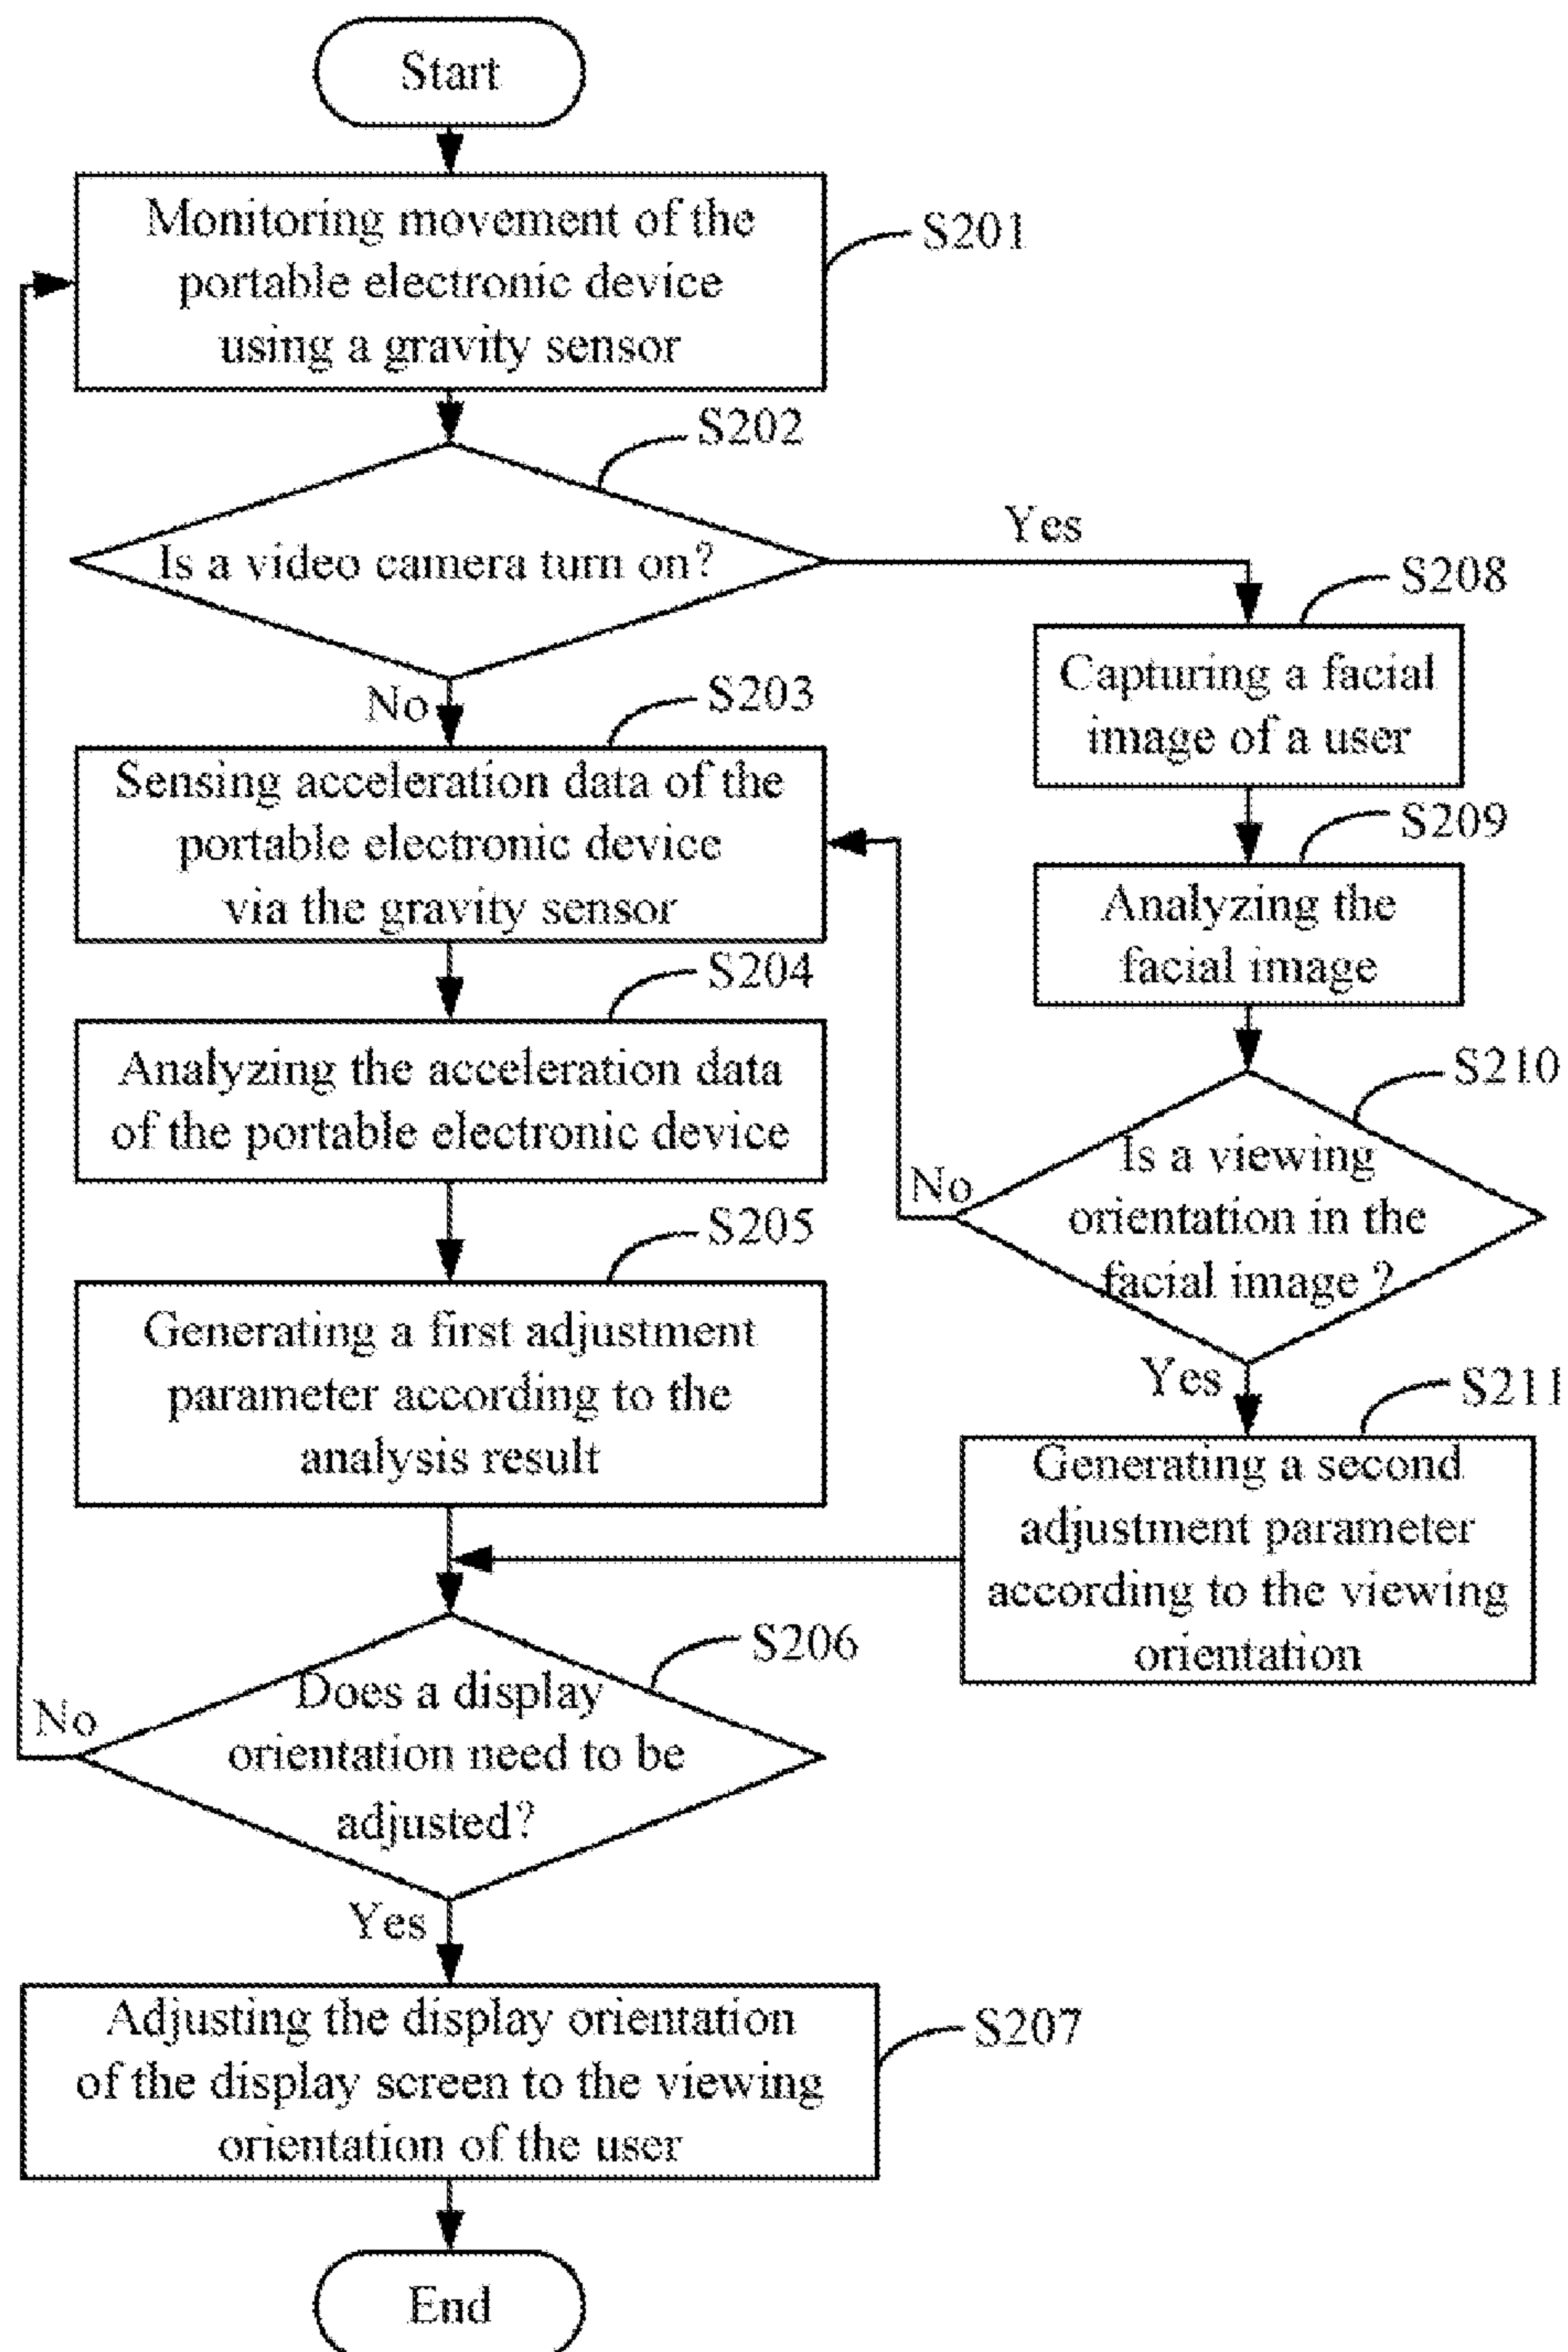 Start
Monitoring movement of the
portable electronic device
using a gravity sensor
S201
S202
Is a video camera turn on?
Yes
No
S208
Capturing a facial
image of a user
S203
Sensing acceleration data of the
portable electronic device
via the gravity sensor
S209
Analyzing the
facial image
S204
Analyzing the acceleration data
of the portable electronic device
S210
Is a viewing
orientation in the
facial image ?
No
Yes
S205
Generating a first adjustment
parameter according to the
analysis result
S211
Generating a second
adjustment parameter
according to the viewing
orientation
S206
Does a display
orientation need to be
adjusted?
No
Yes
Adjusting the display orientation
of the display screen to the viewing
orientation of the user
S207
End